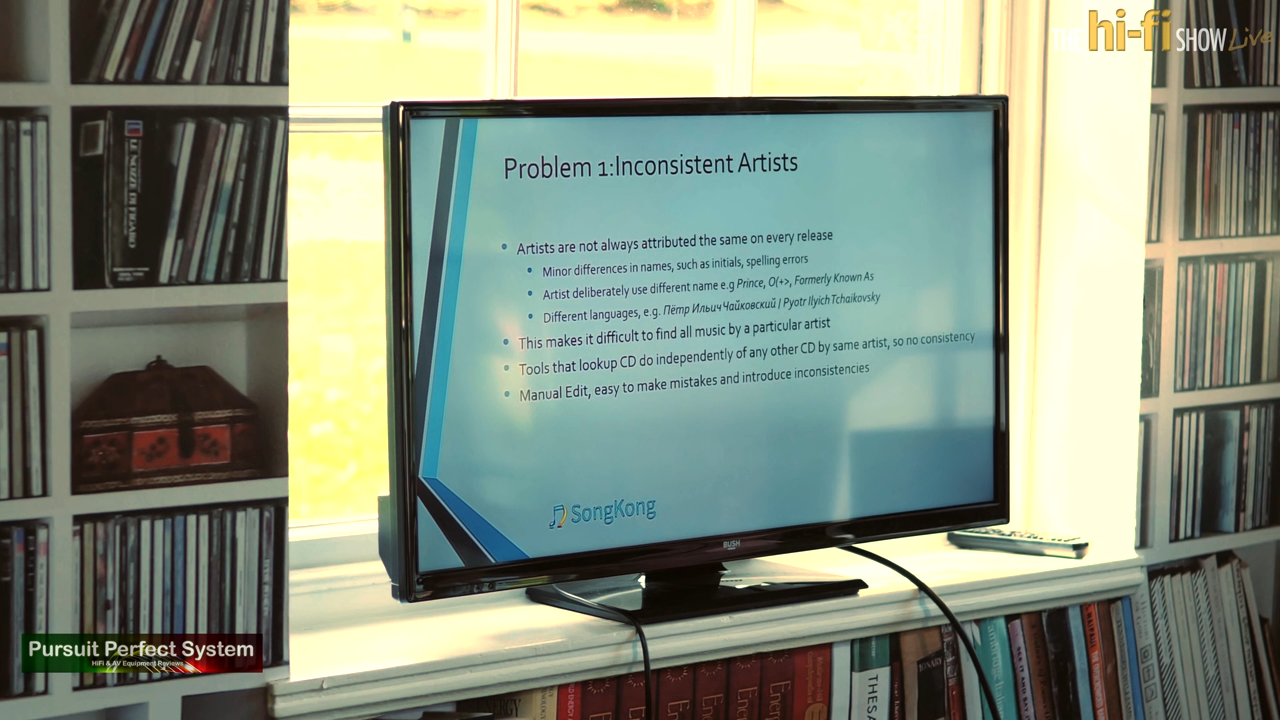 THE hi-fi SHOW Live
Problem 1:Inconsistent Artists
Artists are not always attributed the same on every release
Minor differences in names, such as initials, spelling errors
Artist deliberately use different name e.g Prince, O(+>, Formerly Known As
Different languages, e.g. Пётр Ильич Чайковский | Pyotr Ilyich Tchaikovsky
This makes it difficult to find all music by a particular artist
Tools that lookup CD do independently of any other CD by same artist, so no consistency
Manual Edit, easy to make mistakes and introduce inconsistencies
SongKong
BUSH
LE NOZZE DI FIGARO
Pursuit Perfect System
HiFi & AV Equipment Reviews